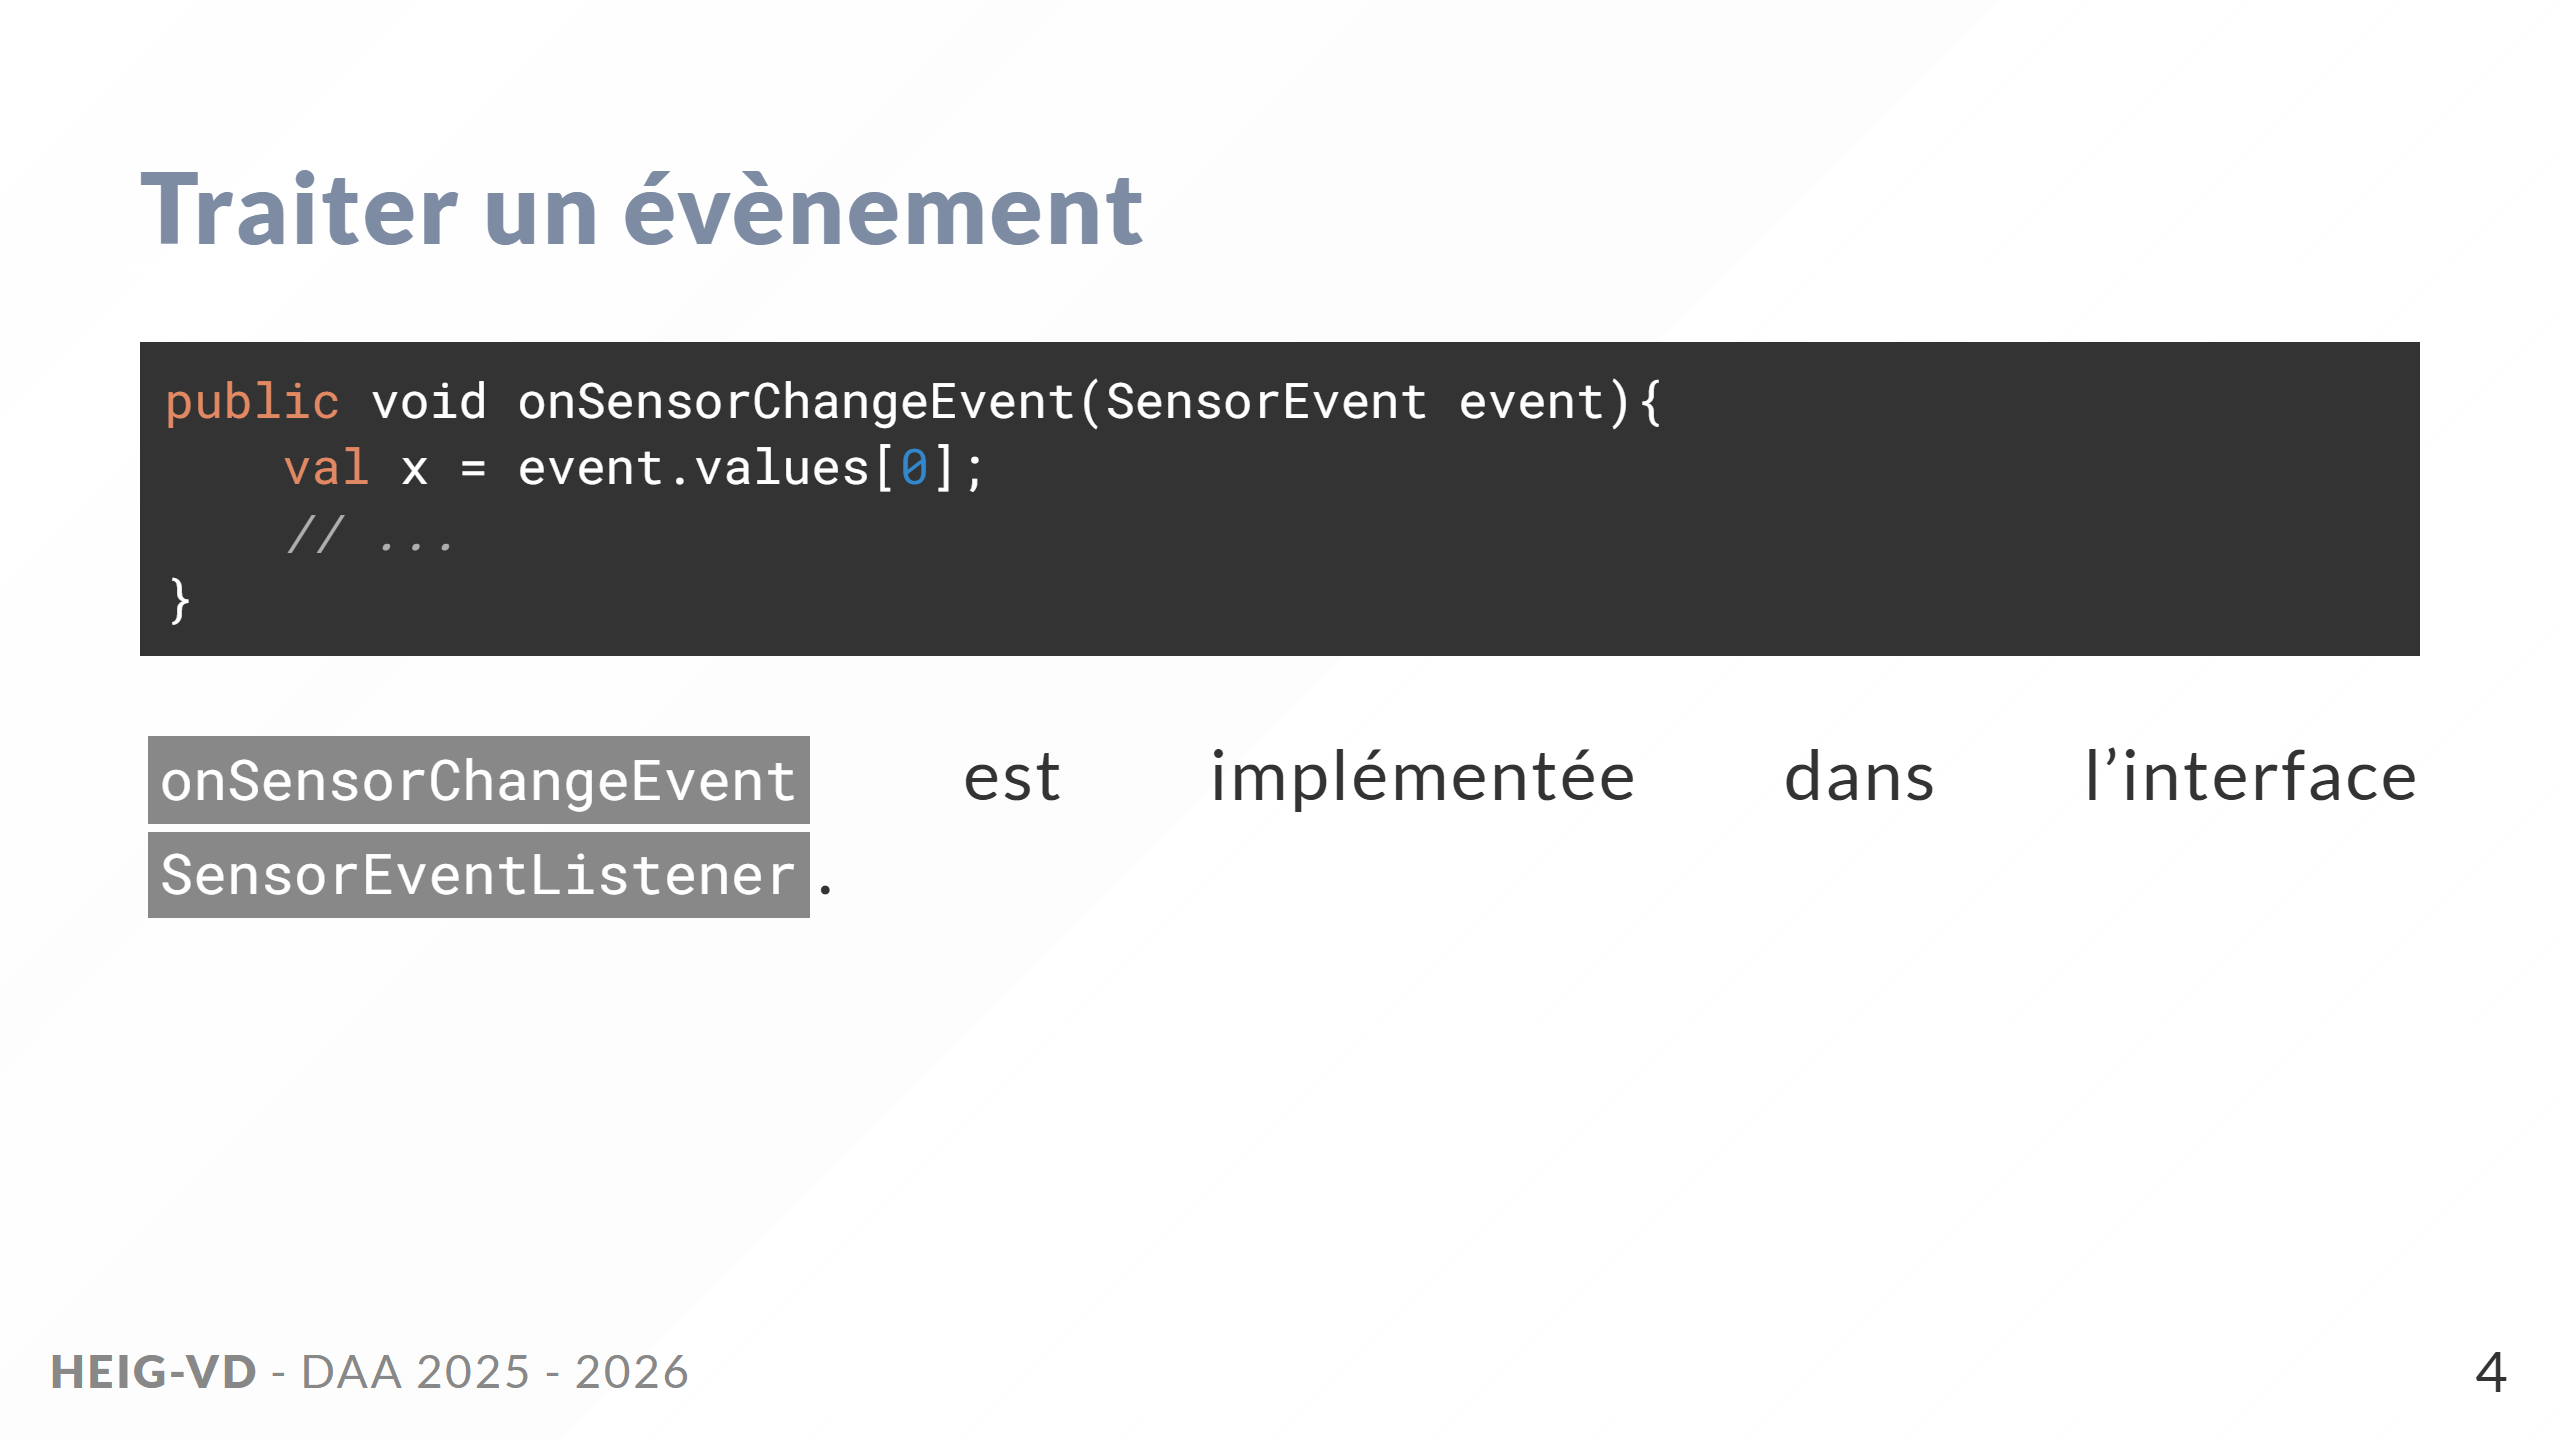 Traiter un évènement
public void onSensorChangeEvent(SensorEvent event){
    val x = event.values[0];
    // ...
}
onSensorChangeEvent est implémentée dans l’interface
SensorEventListener.
HEIG-VD - DAA 2025 - 2026
4